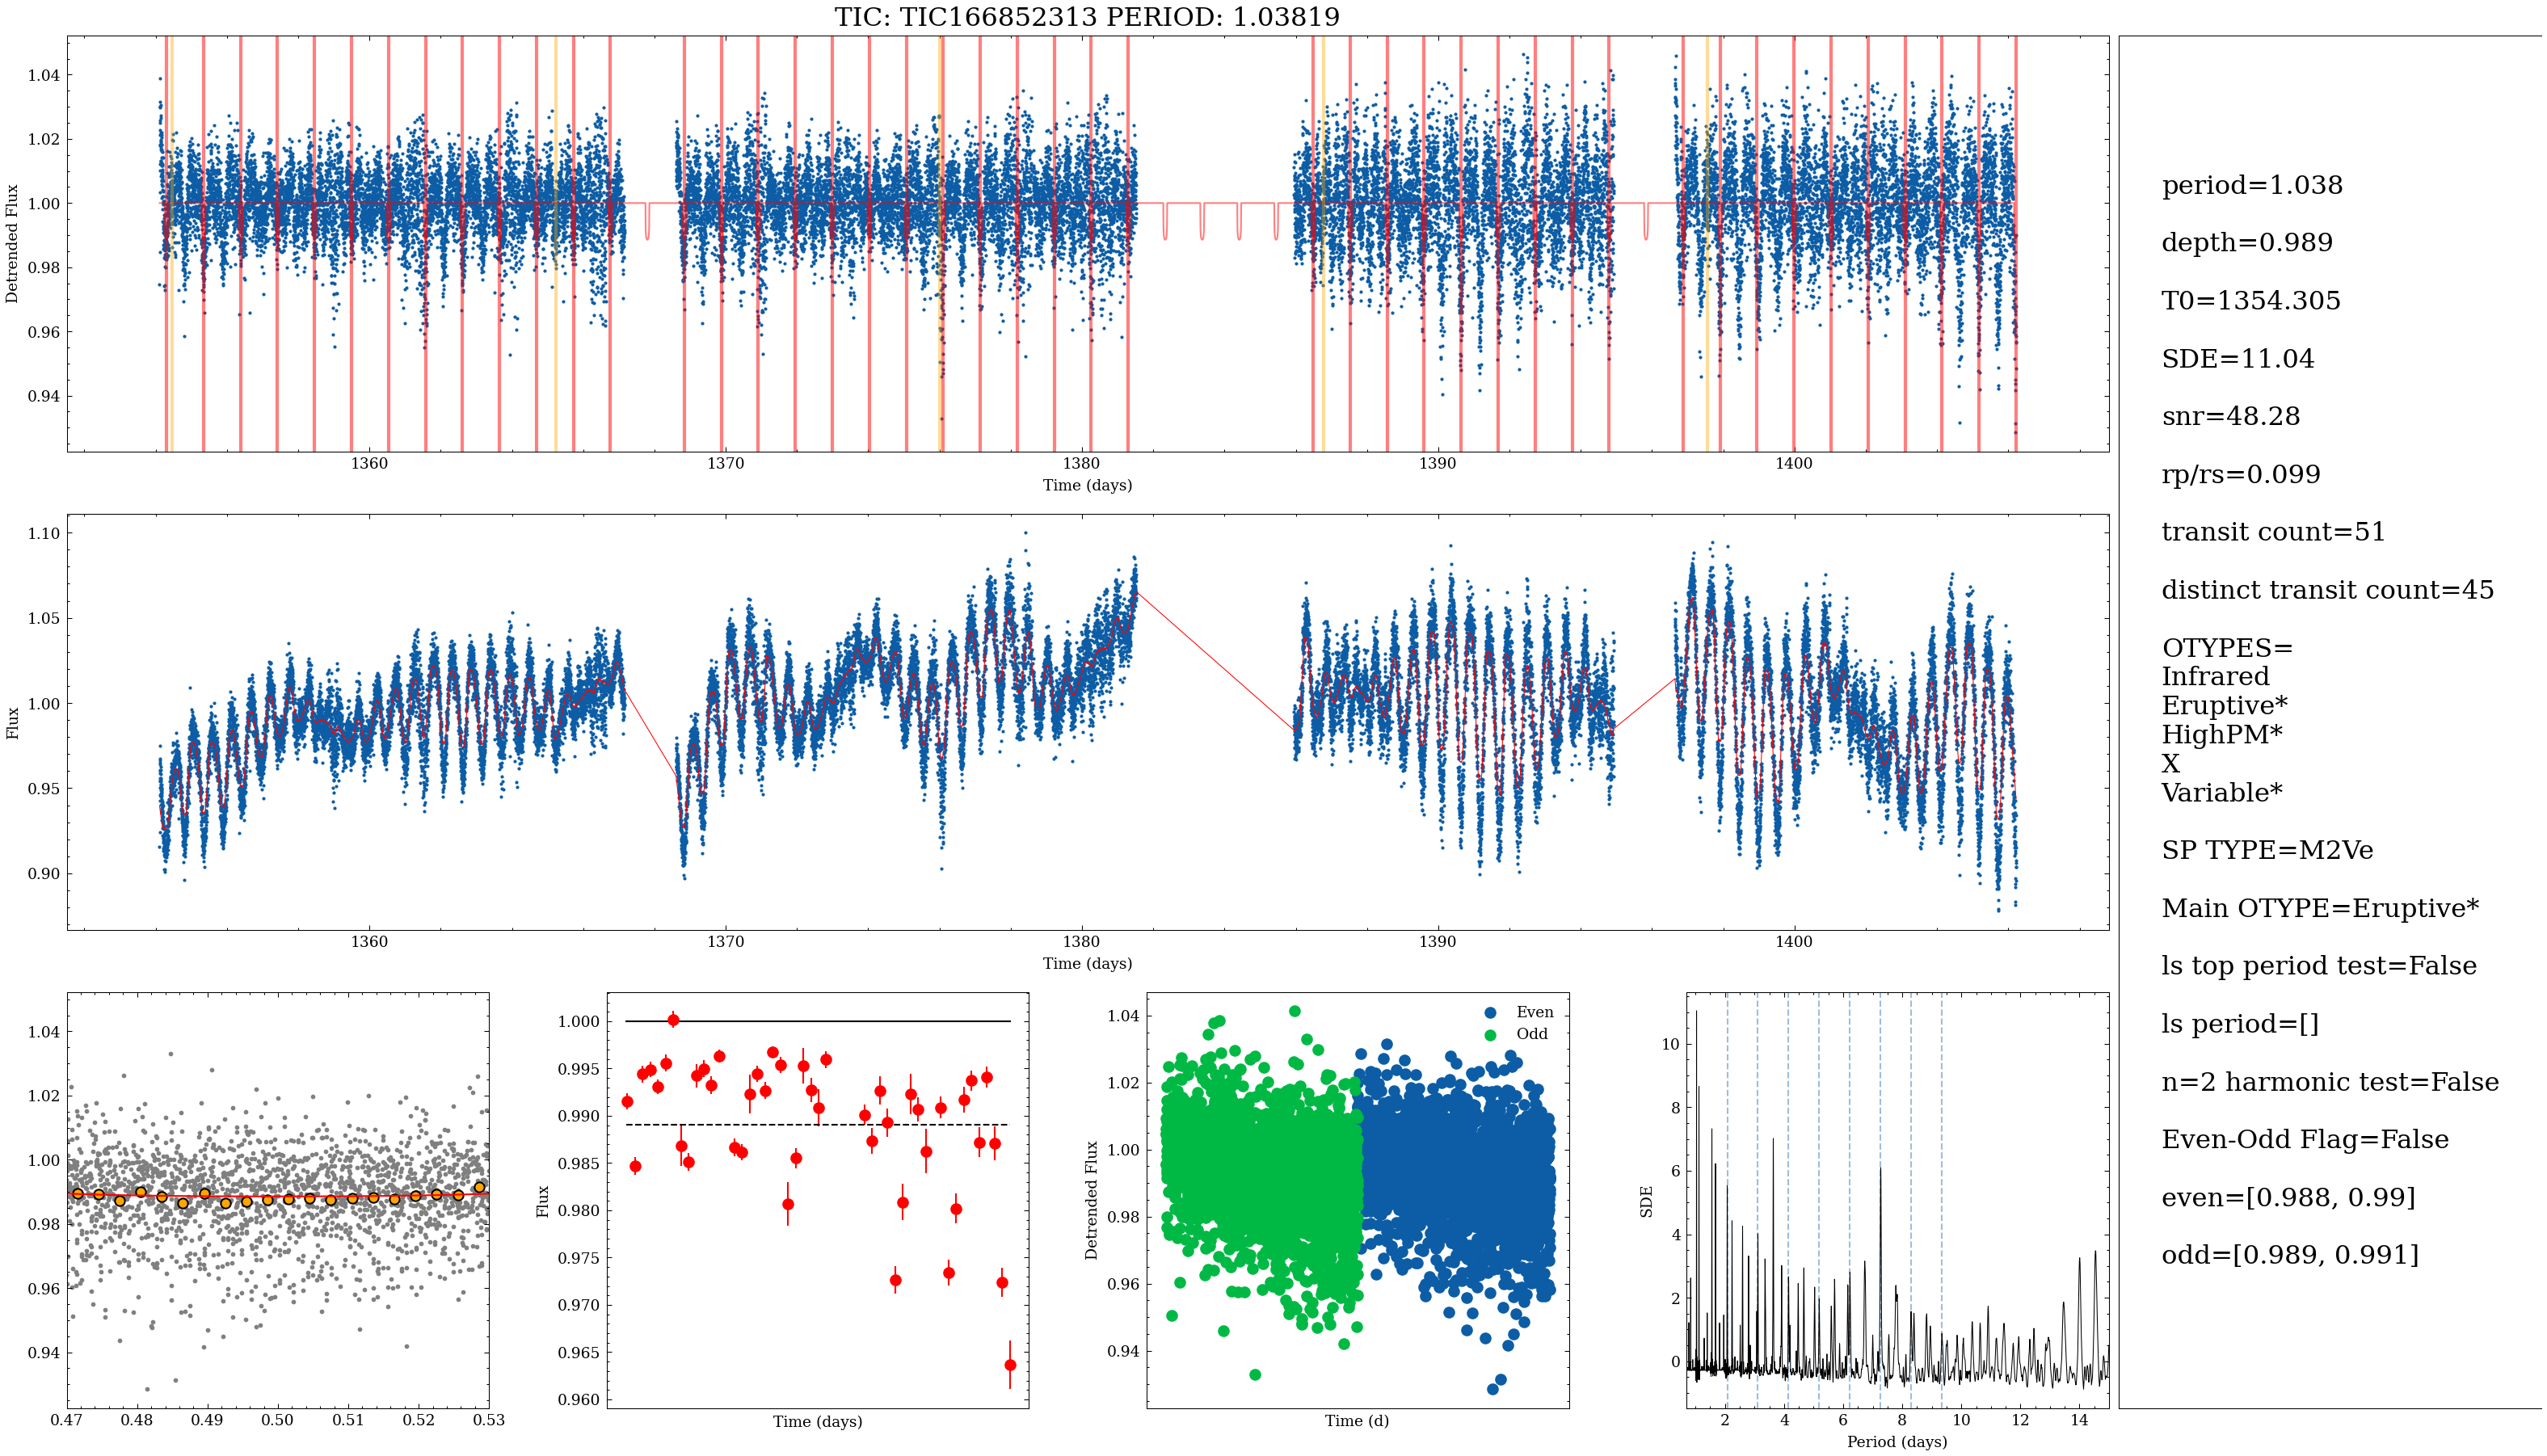 TIC: TIC166852313 PERIOD: 1.03819
1.04
1.02
1.00
0.98
0.96
0.94
Detrended Flux
1360
1370
1380
1390
1400
Time (days)
1.10
1.05
1.00
0.95
0.90
Flux
1360
1370
1380
1390
1400
Time (days)
1.04
1.02
1.00
0.98
0.96
0.94
0.47
0.48
0.49
0.50
0.51
0.52
0.53
1.000
0.995
0.990
0.985
0.980
0.975
0.970
0.965
0.960
Flux
Time (days)
1.04
1.02
1.00
0.98
0.96
0.94
Detrended Flux
Even
Odd
Time (d)
10
8
6
4
2
0
SDE
2
4
6
8
10
12
14
Period (days)
period=1.038
depth=0.989
T0=1354.305
SDE=11.04
snr=48.28
rp/rs=0.099
transit count=51
distinct transit count=45
OTYPES=
Infrared
Eruptive*
HighPM*
X
Variable*
SP TYPE=M2Ve
Main OTYPE=Eruptive*
ls top period test=False
ls period=[]
n=2 harmonic test=False
Even-Odd Flag=False
even=[0.988, 0.99]
odd=[0.989, 0.991]